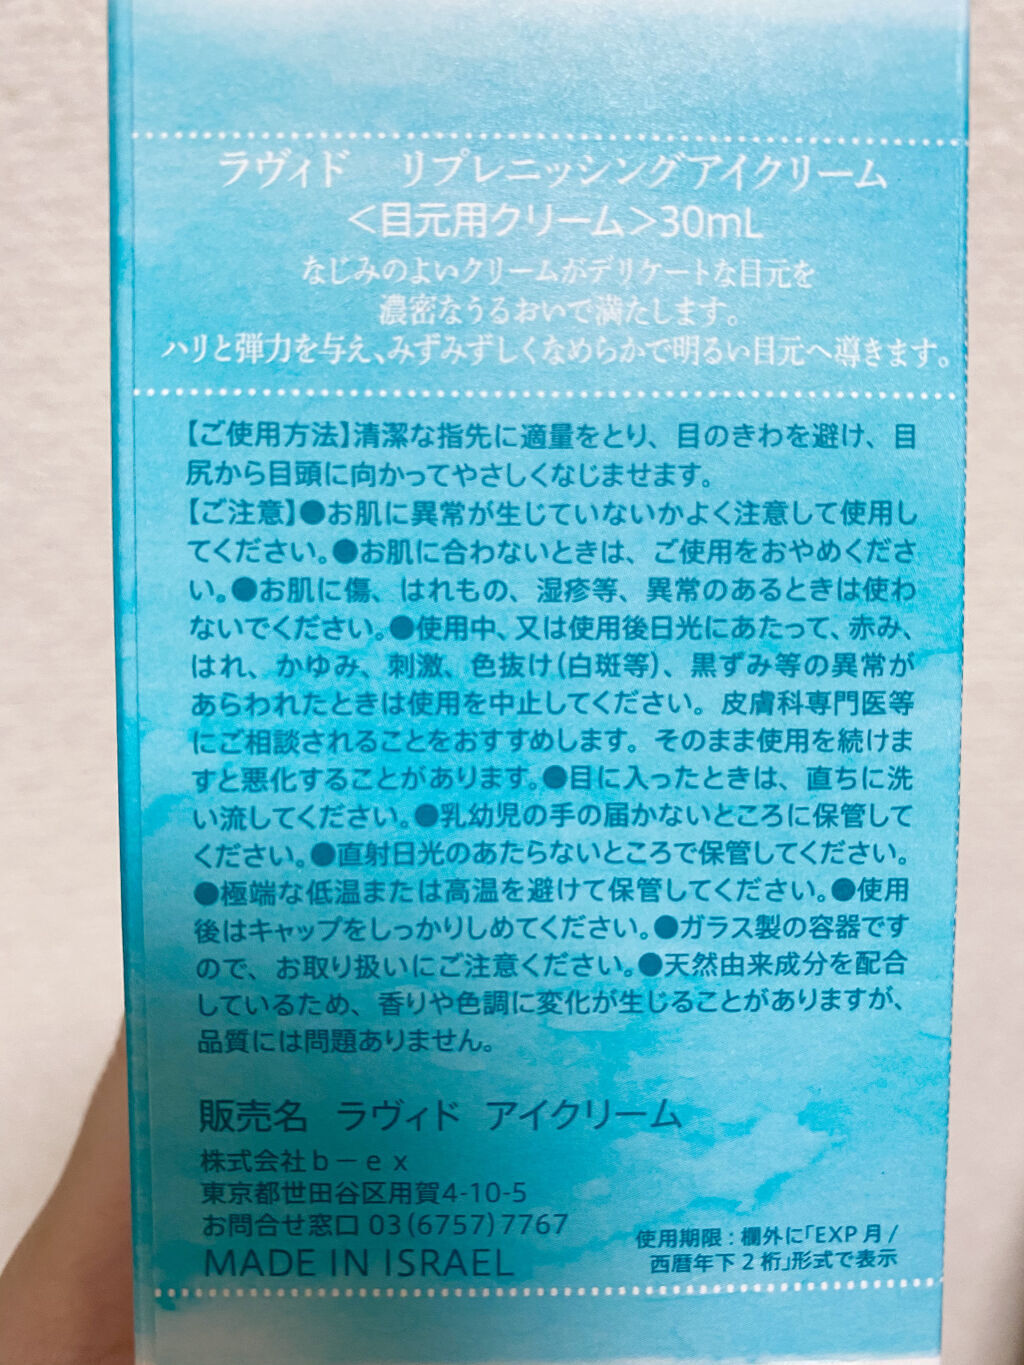 ラヴィド　リプレニッシングアイクリーム
＜目元用クリーム＞30mL
なじみのよいクリームがデリケートな目元を
濃密なうるおいで満たします。
ハリと弾力を与え、みずみずしくなめらかで明るい目元へ導きます。
【ご使用方法】清潔な指先に適量をとり、目のきわを避け、目
尻から目頭に向かってやさしくなじませます。
【ご注意】●お肌に異常が生じていないかよく注意して使用し
てください。●お肌に合わないときは、ご使用をおやめくださ
い。●お肌に傷、はれもの、湿疹等、異常のあるときは使わ
ないでください。●使用中、又は使用後日光にあたって、赤み、
はれ、かゆみ、刺激、色抜け(白斑等)、黒ずみ等の異常が
あらわれたときは使用を中止してください。皮膚科専門医等
にご相談されることをおすすめします。そのまま使用を続けま
すと悪化することがあります。●目に入ったときは、直ちに洗
い流してください。●乳幼児の手の届かないところに保管して
ください。●直射日光のあたらないところで保管してください。
●極端な低温または高温を避けて保管してください。●使用
後はキャップをしっかりしめてください。●ガラス製の容器です
ので、お取り扱いにご注意ください。●天然由来成分を配合
しているため、香りや色調に変化が生じることがありますが、
品質には問題ありません。
販売名　ラヴィド　アイクリーム
株式会社ｂ－ｅｘ
東京都世田谷区用賀4-10-5
お問合せ窓口 03(6757)7767
MADE IN ISRAEL
使用期限：欄外に「EXP 月/
西暦年下2桁」形式で表示